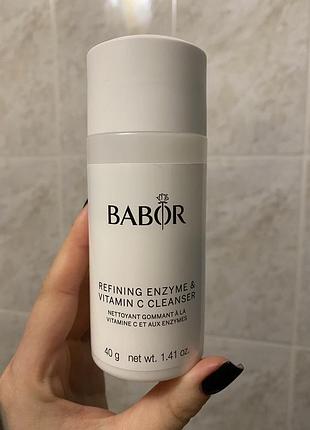 BABOR
REFINING ENZYME &
VITAMIN C CLEANSER
NETTOYANT GOMMANT À LA
VITAMINE C ET AUX ENZYMES
40 g net wt. 1.41 oz.